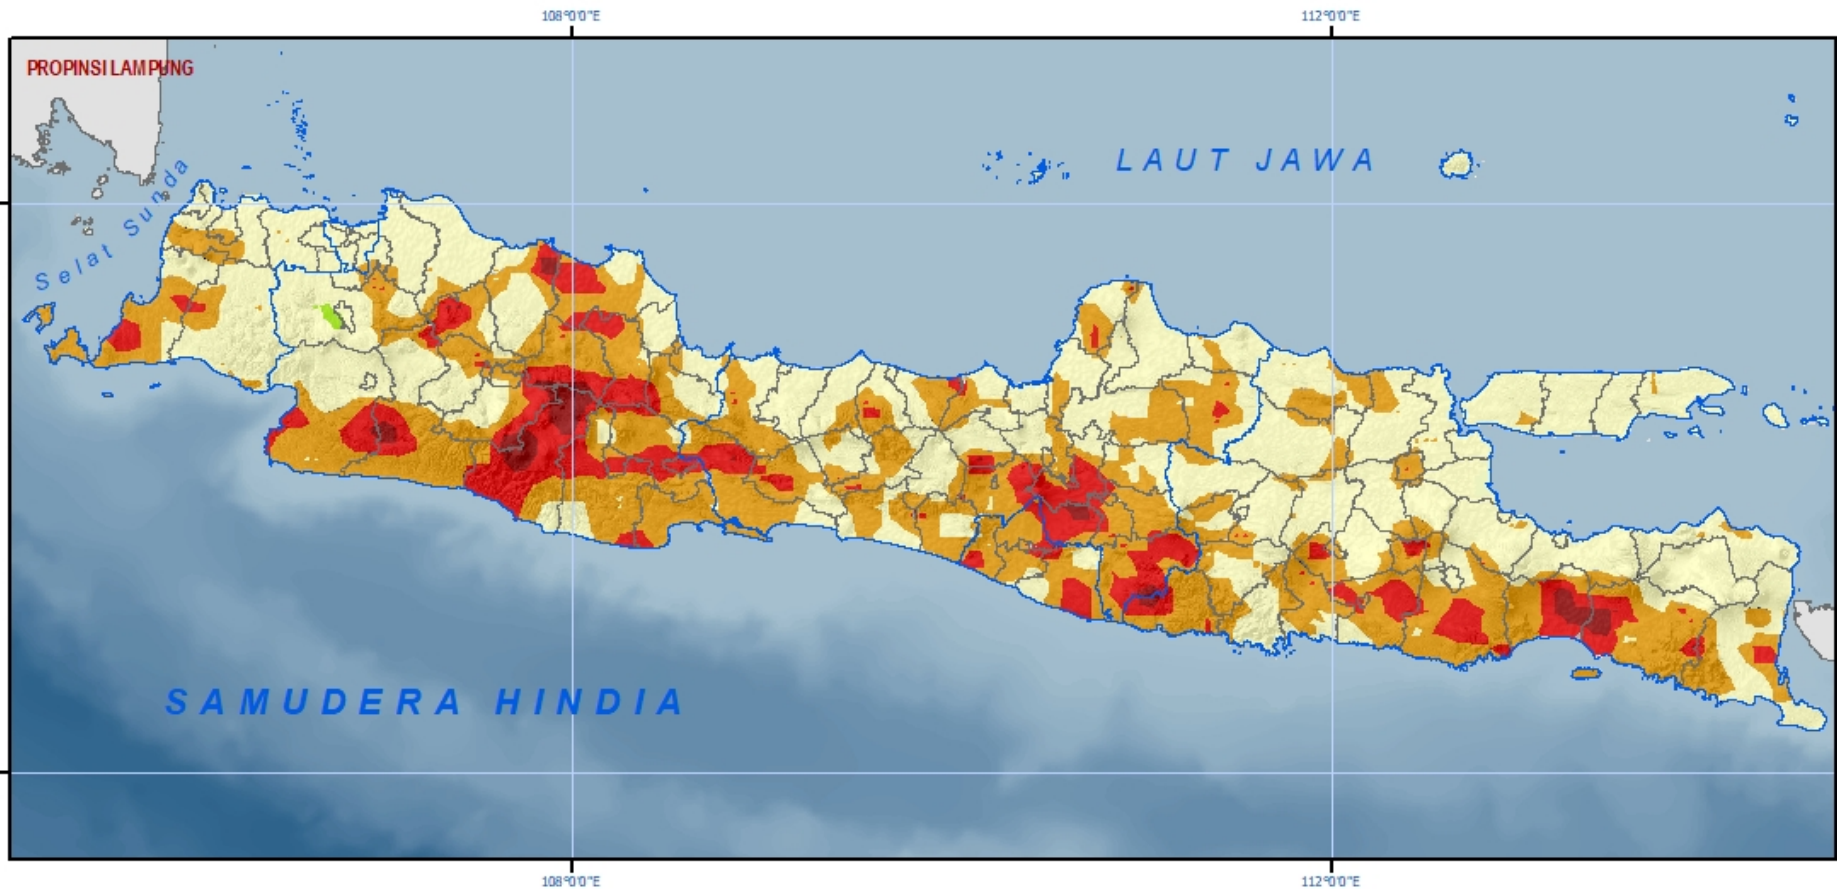 108°0'0"E
112°0'0"E
PROPINSI LAMPUNG
LAUT JAWA
Selat Sunda
SAMUDERA HINDIA
108°0'0"E
112°0'0"E